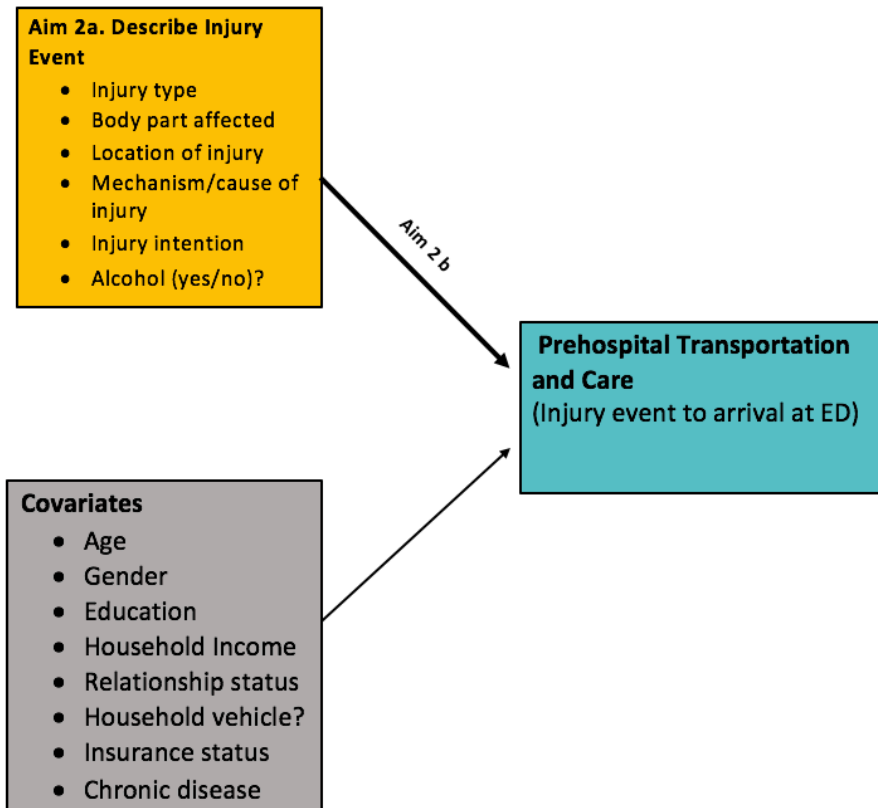 Aim 2a. Describe Injury
Event
• Injury type
• Body part affected
• Location of injury
• Mechanism/cause of
injury
• Injury intention
• Alcohol (yes/no)?
Aim 2 b
Prehospital Transportation
and Care
(Injury event to arrival at ED)
Covariates
• Age
• Gender
• Education
• Household Income
• Relationship status
• Household vehicle?
• Insurance status
• Chronic disease